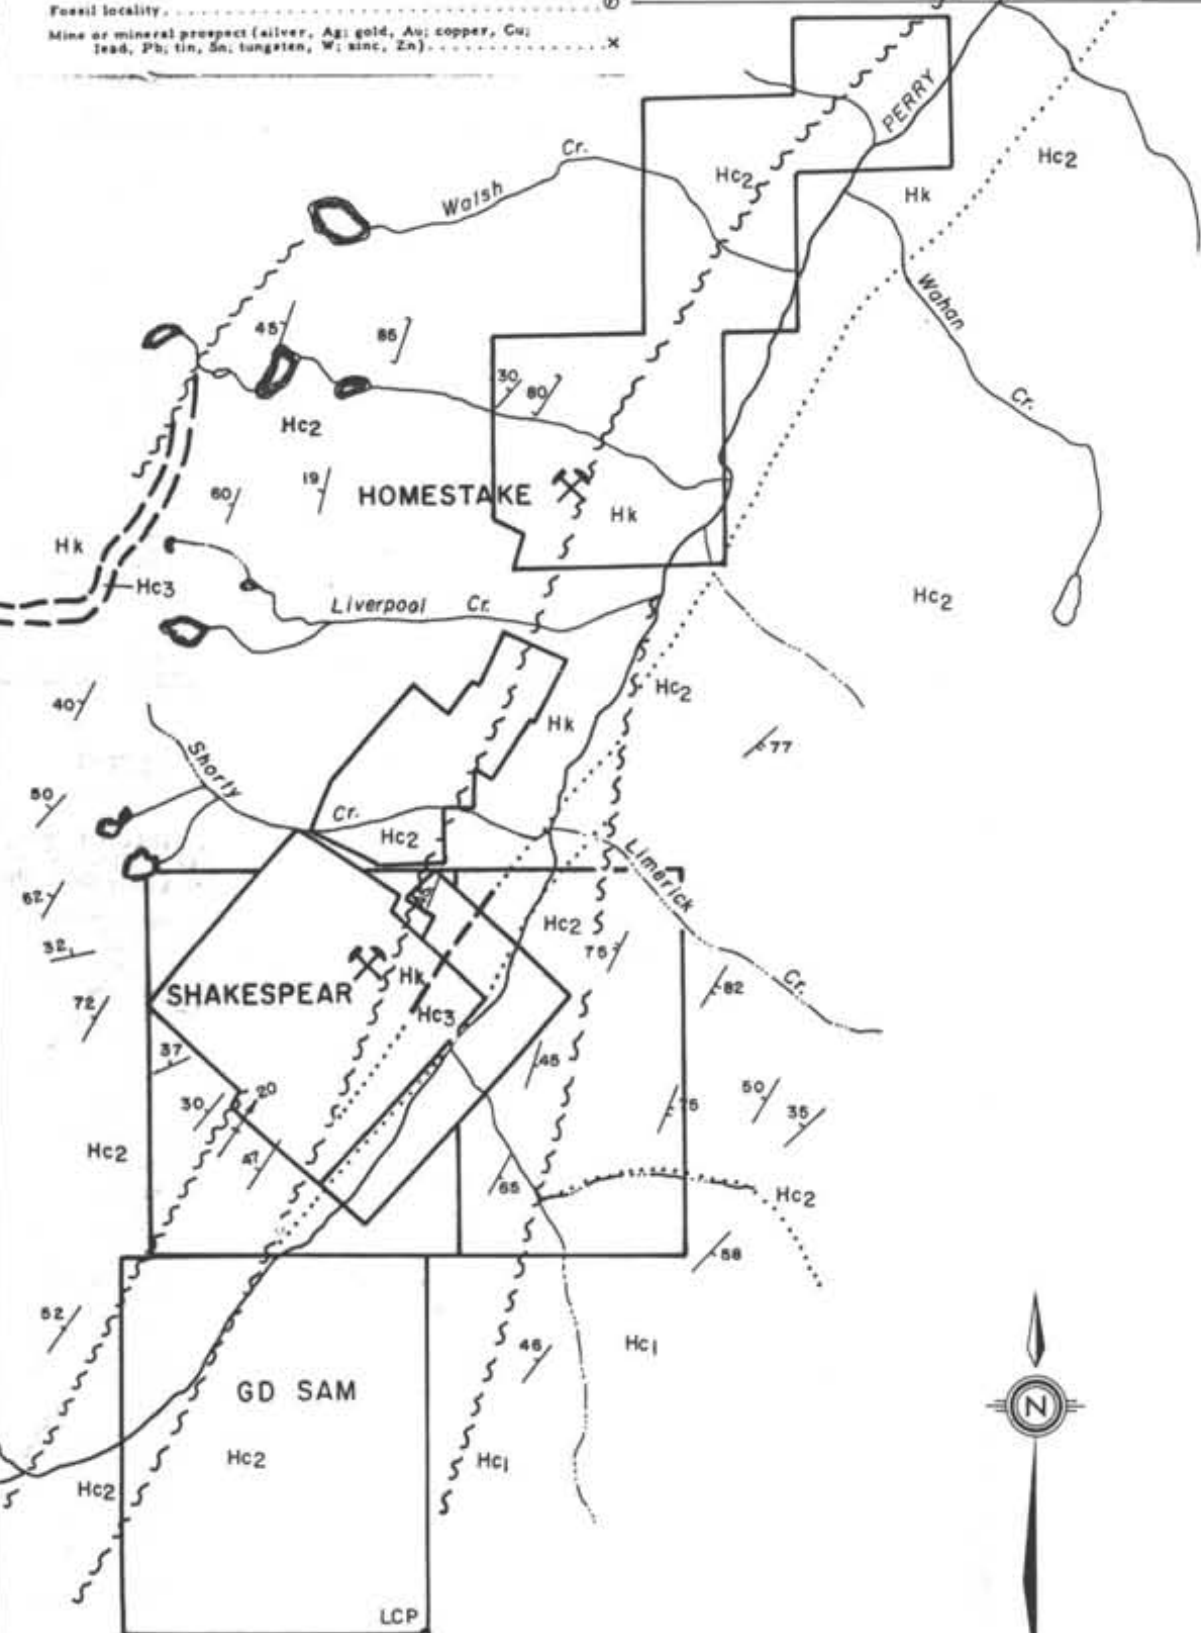 Fossil locality
Mine or mineral prospect (silver, Ag; gold, Au; copper, Cu;
lead, Pb; tin, Sn; tungsten, W; zinc, Zn) x
PERRY
Cr.
Hc2
Hc2
Walsh
Hk
Wahan
45
86
30
80
Cr.
Hc2
60
19
HOMESTAKE
Hk
Hk
Hc3
Hc2
Liverpool Cr.
40
Hc2
Hk
77
Shorty
50
Cr.
Hc2
Limerick
62
Hc2
32
75
SHAKESPEAR
Hk
82
Cr.
72
Hc3
37
45
30
20
75
50
35
Hc2
47
65
Hc2
58
52
46
Hc1
GD SAM
N
Hc2
Hc1
Hc2
LCP